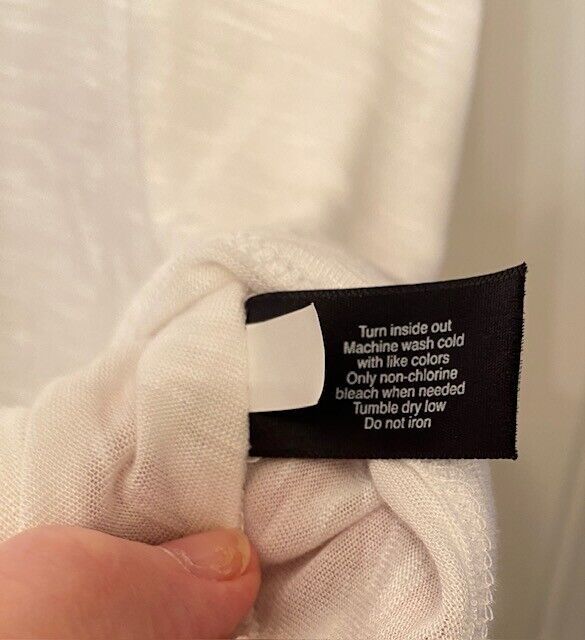 Turn inside out
Machine wash cold
with like colors
Only non-chlorine
bleach when needed
Tumble dry low
Do not iron